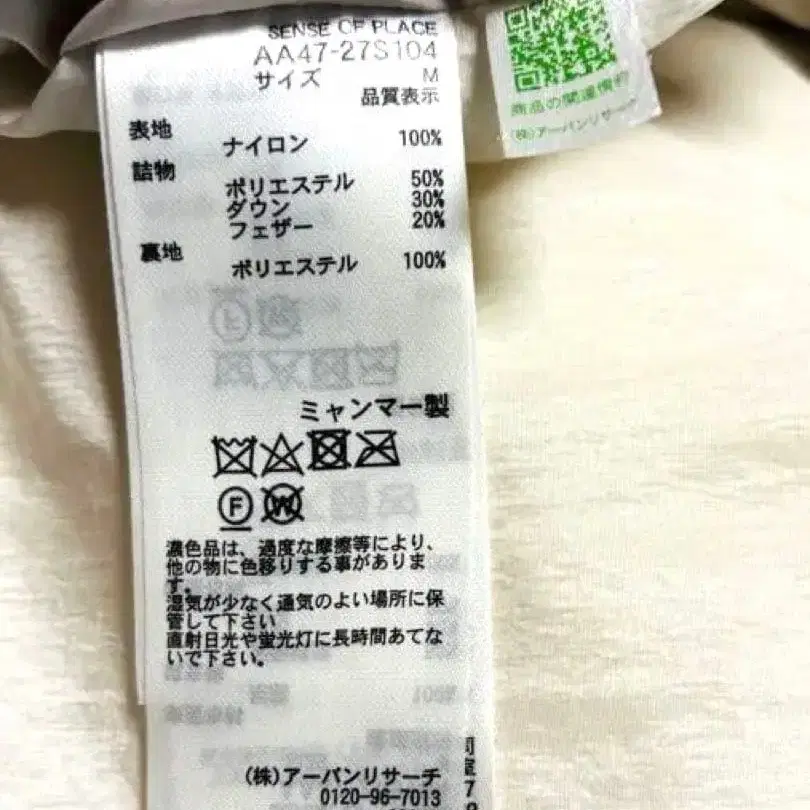 SENSE OF PLACE
AA47-27S104
サイズ M
品質表示
表地
ナイロン 100%
詰物
ポリエステル 50%
ダウン 30%
フェザー 20%
裏地
ポリエステル 100%
ミャンマー製
F W
濃色品は、過度な摩擦等により、
他の物に色移りする事がありま
す。
湿気が少なく通気のよい場所に保
管して下さい
直射日光や蛍光灯に長時間あてな
いで下さい。
(株)アーバンリサーチ
0120-96-7013
商品の関連情報
(株)アーバンリサーチ